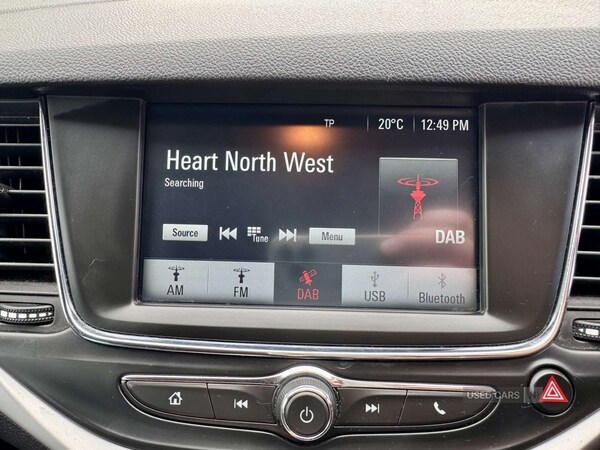 TP 20°C 12:49 PM
Heart North West
Searching
Source Tune Menu DAB
AM FM DAB USB Bluetooth
USED CARS NI